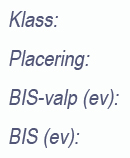 Klass:
Placering:
BIS-valp (ev):
BIS (ev):